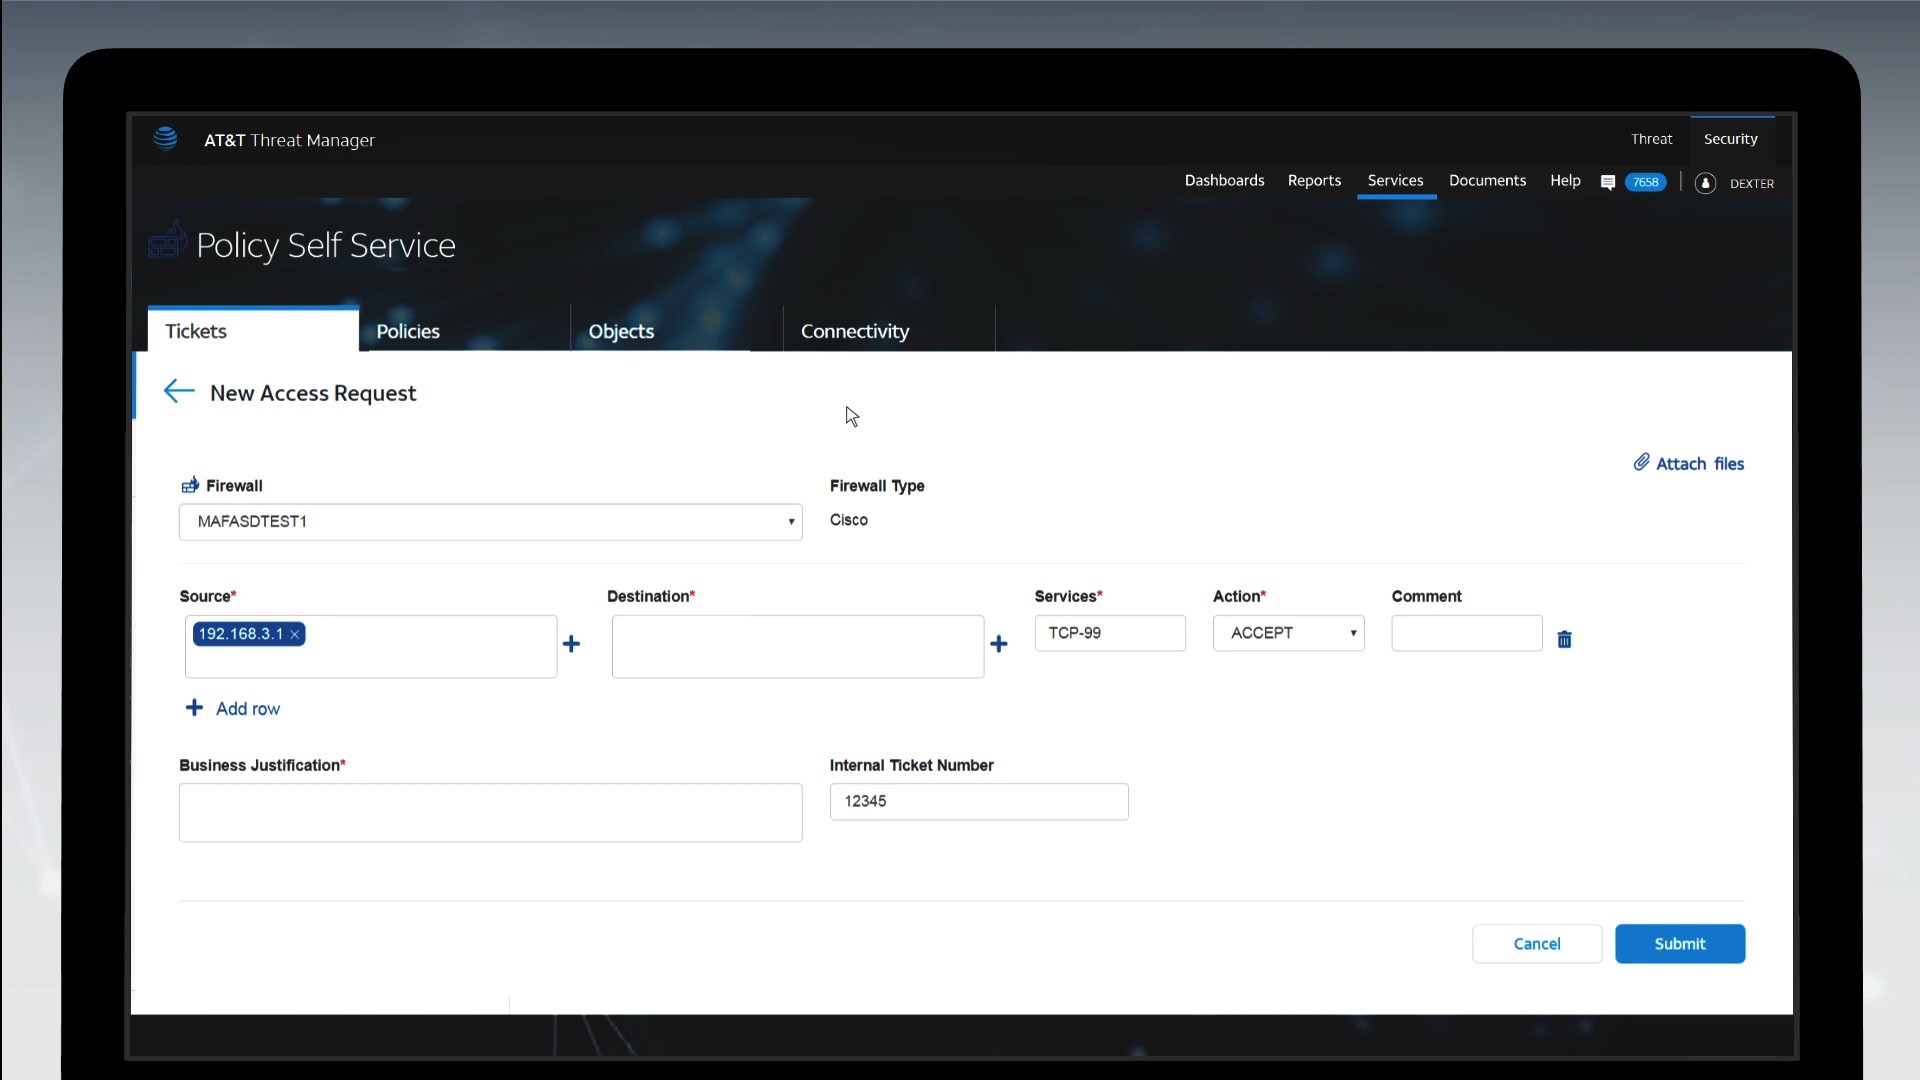 AT&T Threat Manager
Threat
Security
Dashboards
Reports
Services
Documents
Help
7658
DEXTER
Policy Self Service
Tickets
Policies
Objects
Connectivity
New Access Request
Attach files
Firewall
Firewall Type
MAFASDTEST1
Cisco
Source*
Destination*
Services*
Action*
Comment
192.168.3.1 ×
TCP-99
ACCEPT
+ Add row
Business Justification*
Internal Ticket Number
12345
Cancel
Submit